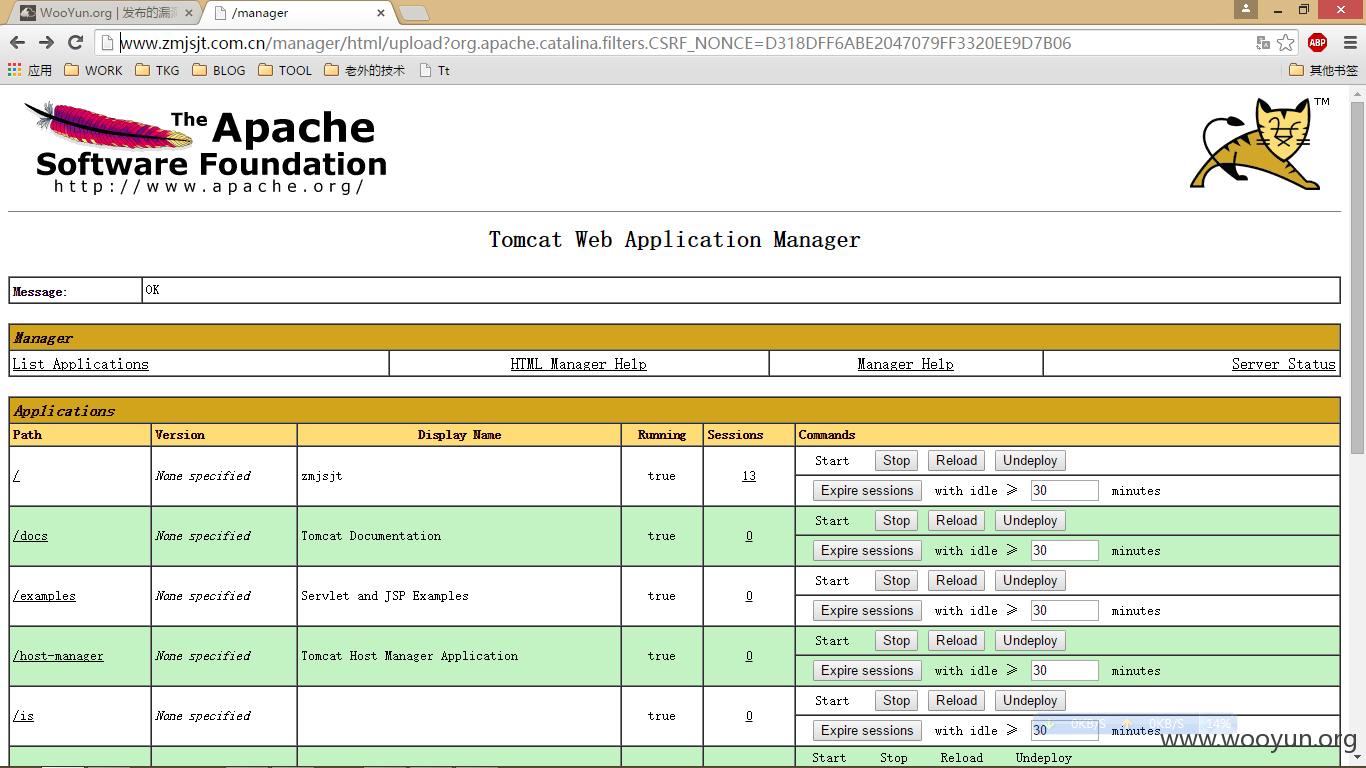 WooYun.org | 发布的漏洞
/manager
www.zmjsjt.com.cn/manager/html/upload?org.apache.catalina.filters.CSRF_NONCE=D318DFF6ABE2047079FF3320EE9D7B06
ABP
应用 WORK TKG BLOG TOOL 老外的技术 Tt 其他书签
The Apache
Software Foundation
http://www.apache.org/
TM
Tomcat Web Application Manager
Message: OK
Manager
List Applications HTML Manager Help Manager Help Server Status
Applications
Path Version Display Name Running Sessions Commands
/ None specified zmjsjt true 13 Start Stop Reload Undeploy
Expire sessions with idle ≥ 30 minutes
/docs None specified Tomcat Documentation true 0 Start Stop Reload Undeploy
Expire sessions with idle ≥ 30 minutes
/examples None specified Servlet and JSP Examples true 0 Start Stop Reload Undeploy
Expire sessions with idle ≥ 30 minutes
/host-manager None specified Tomcat Host Manager Application true 0 Start Stop Reload Undeploy
Expire sessions with idle ≥ 30 minutes
/is None specified true 0 Start Stop Reload Undeploy
Expire sessions with idle ≥ 30 minutes
0KB/S 0KB/S 14%
www.wooyun.org
Start Stop Reload Undeploy